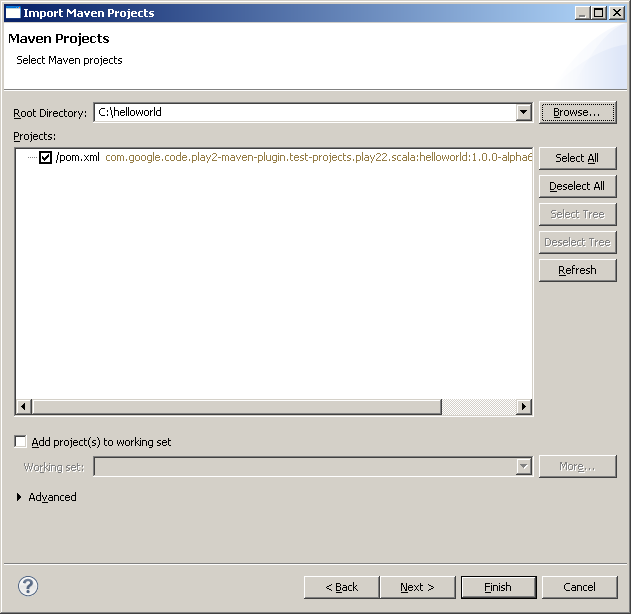 Import Maven Projects
Maven Projects
Select Maven projects
Root Directory: C:\helloworld Browse...
Projects:
/pom.xml com.google.code.play2-maven-plugin.test-projects.play22.scala:helloworld:1.0.0-alpha6
Select All
Deselect All
Select Tree
Deselect Tree
Refresh
Add project(s) to working set
Working set: More...
Advanced
? < Back Next > Finish Cancel